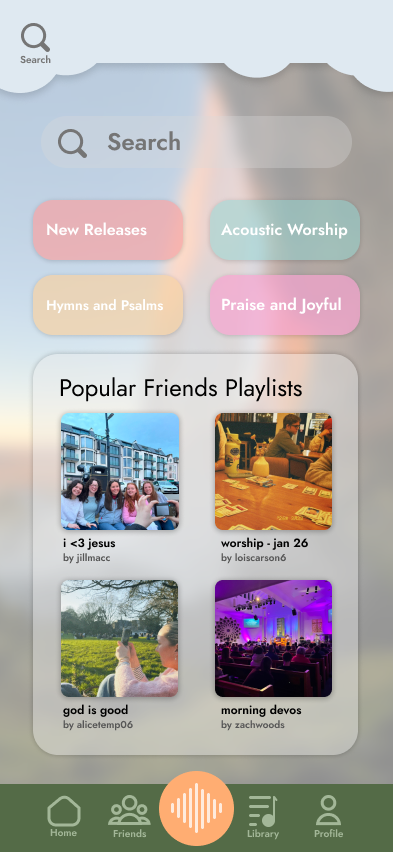 Search
Search
New Releases
Acoustic Worship
Hymns and Psalms
Praise and Joyful
Popular Friends Playlists
i <3 jesus
by jillmacc
worship - jan 26
by loiscarson6
god is good
by alicetemp06
morning devos
by zachwoods
Home
Friends
Library
Profile